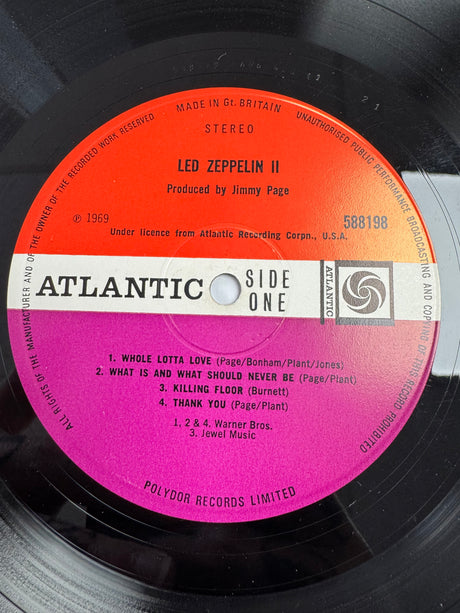 MADE IN Gt. BRITAIN
STEREO
LED ZEPPELIN II
Produced by Jimmy Page
℗ 1969
588198
Under licence from Atlantic Recording Corpn., U.S.A.
ATLANTIC
SIDE
ONE
ATLANTIC
1. WHOLE LOTTA LOVE (Page/Bonham/Plant/Jones)
2. WHAT IS AND WHAT SHOULD NEVER BE (Page/Plant)
3. KILLING FLOOR (Burnett)
4. THANK YOU (Page/Plant)
1, 2 & 4. Warner Bros.
3. Jewel Music
POLYDOR RECORDS LIMITED
ALL RIGHTS OF THE MANUFACTURER AND OF THE OWNER OF THE RECORDED WORK RESERVED
UNAUTHORISED PUBLIC PERFORMANCE BROADCASTING AND COPYING OF THIS RECORD PROHIBITED